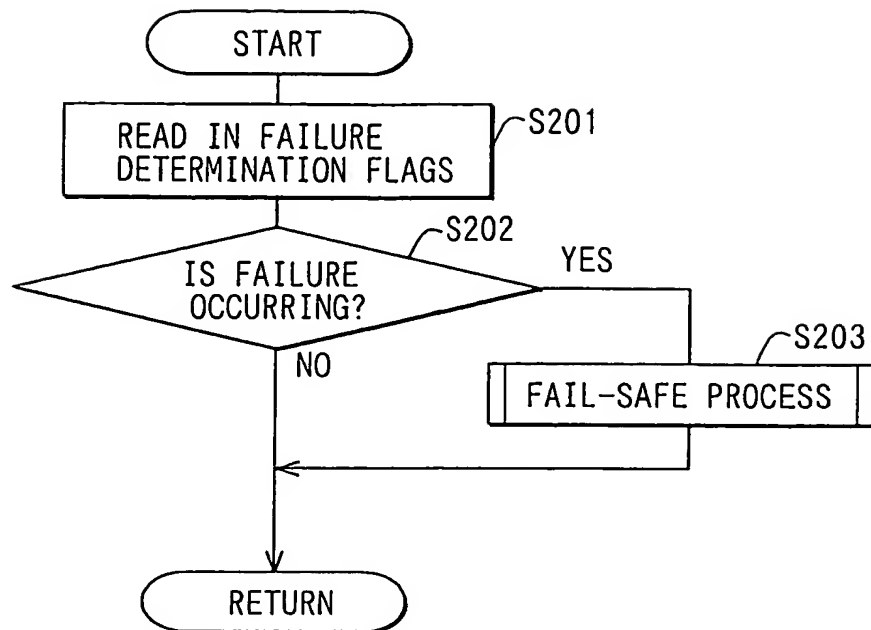 START
READ IN FAILURE
DETERMINATION FLAGS
S201
S202
IS FAILURE
OCCURRING?
YES
NO
S203
FAIL-SAFE PROCESS
RETURN